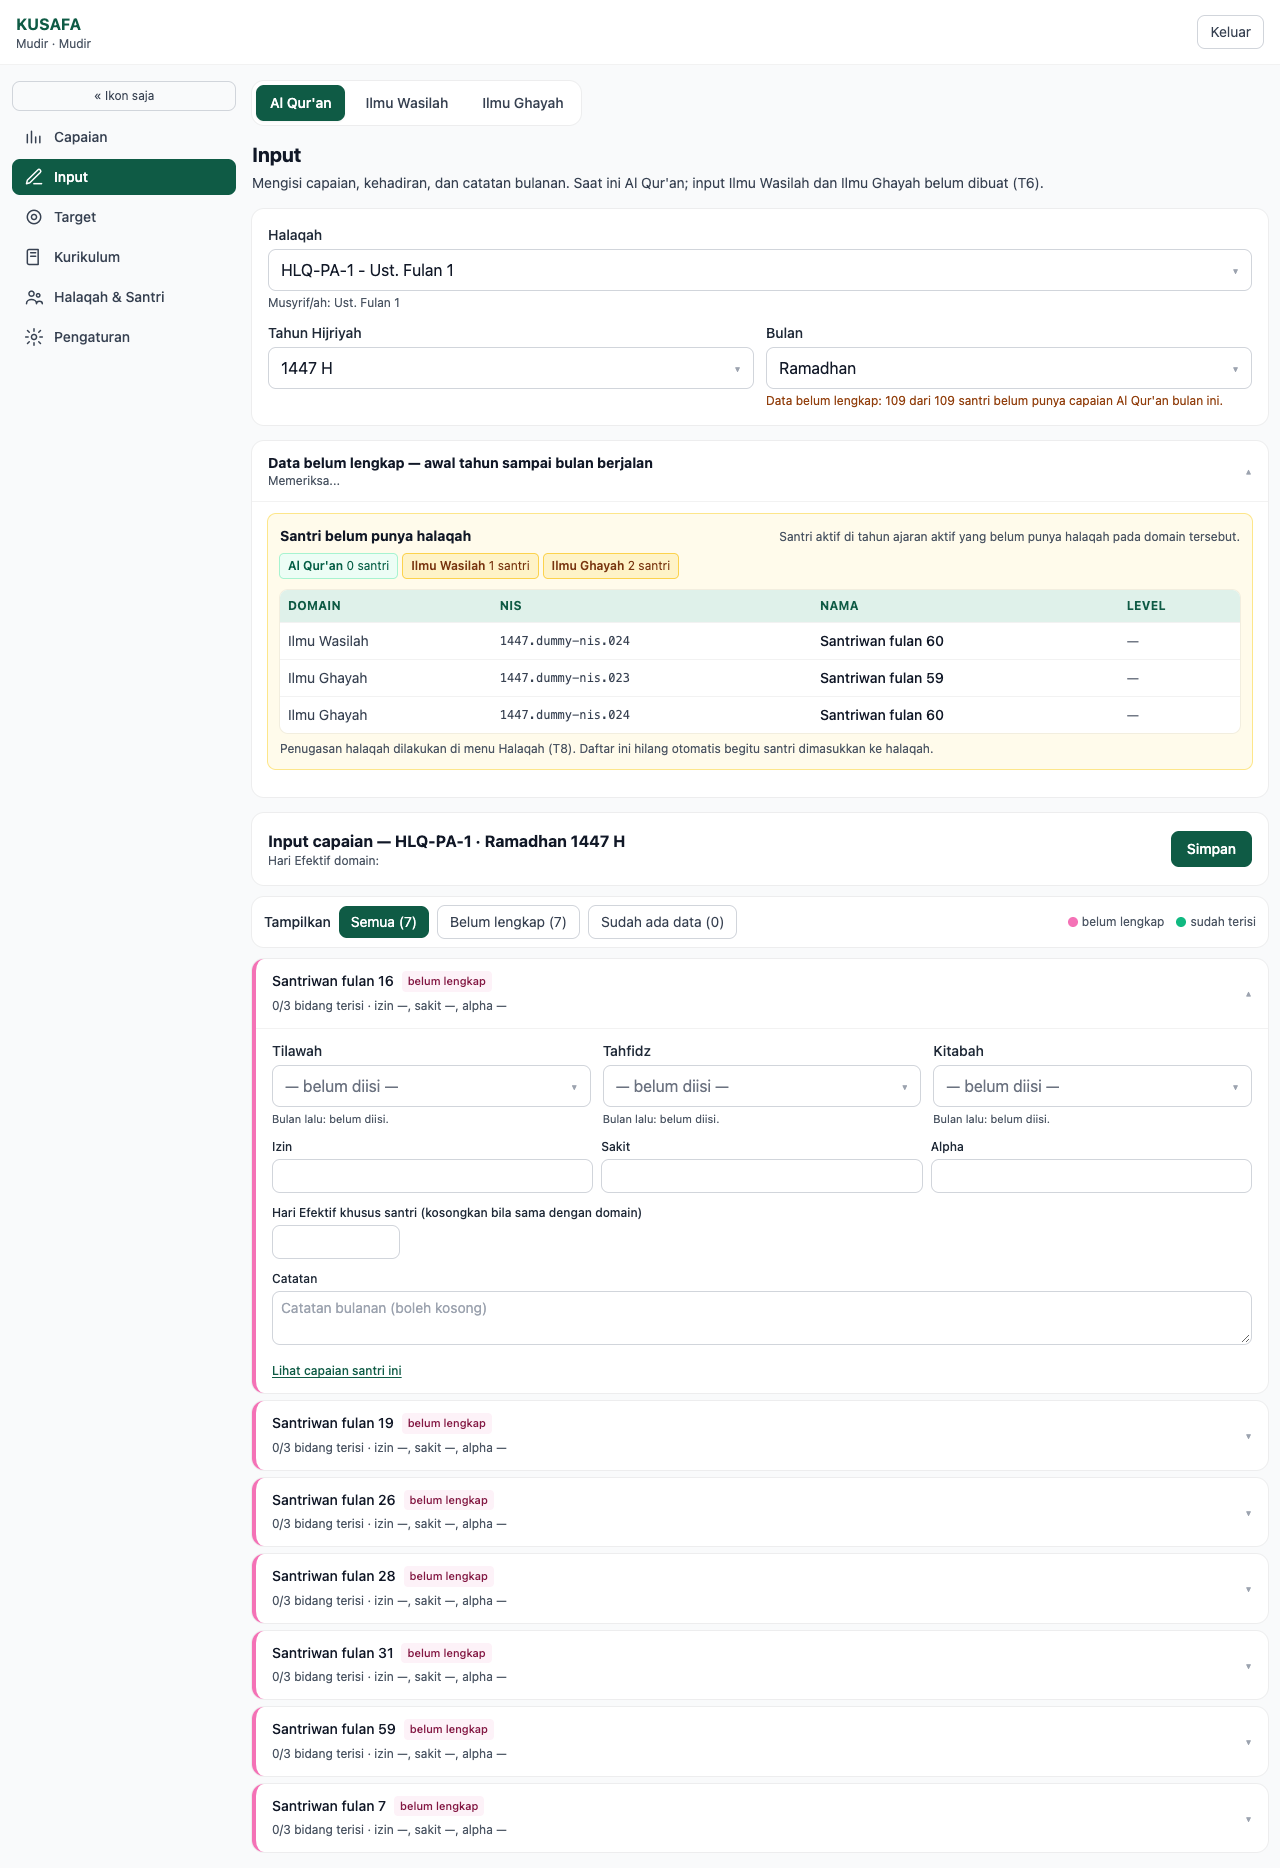 KUSAFA
Mudir · Mudir
Keluar
« Ikon saja
Capaian
Input
Target
Kurikulum
Halaqah & Santri
Pengaturan
Al Qur'an
Ilmu Wasilah
Ilmu Ghayah
Input
Mengisi capaian, kehadiran, dan catatan bulanan. Saat ini Al Qur'an; input Ilmu Wasilah dan Ilmu Ghayah belum dibuat (T6).
Halaqah
HLQ-PA-1 - Ust. Fulan 1
Musyrif/ah: Ust. Fulan 1
Tahun Hijriyah
Bulan
1447 H
Ramadhan
Data belum lengkap: 109 dari 109 santri belum punya capaian Al Qur'an bulan ini.
Data belum lengkap — awal tahun sampai bulan berjalan
Memeriksa...
Santri belum punya halaqah
Santri aktif di tahun ajaran aktif yang belum punya halaqah pada domain tersebut.
Al Qur'an 0 santri
Ilmu Wasilah 1 santri
Ilmu Ghayah 2 santri
DOMAIN NIS NAMA LEVEL
Ilmu Wasilah 1447.dummy-nis.024 Santriwan fulan 60 —
Ilmu Ghayah 1447.dummy-nis.023 Santriwan fulan 59 —
Ilmu Ghayah 1447.dummy-nis.024 Santriwan fulan 60 —
Penugasan halaqah dilakukan di menu Halaqah (T8). Daftar ini hilang otomatis begitu santri dimasukkan ke halaqah.
Input capaian — HLQ-PA-1 · Ramadhan 1447 H
Hari Efektif domain:
Simpan
Tampilkan
Semua (7)
Belum lengkap (7)
Sudah ada data (0)
belum lengkap
sudah terisi
Santriwan fulan 16 belum lengkap
0/3 bidang terisi · izin —, sakit —, alpha —
Tilawah
Tahfidz
Kitabah
— belum diisi —
— belum diisi —
— belum diisi —
Bulan lalu: belum diisi.
Bulan lalu: belum diisi.
Bulan lalu: belum diisi.
Izin
Sakit
Alpha
Hari Efektif khusus santri (kosongkan bila sama dengan domain)
Catatan
Catatan bulanan (boleh kosong)
Lihat capaian santri ini
Santriwan fulan 19 belum lengkap
0/3 bidang terisi · izin —, sakit —, alpha —
Santriwan fulan 26 belum lengkap
0/3 bidang terisi · izin —, sakit —, alpha —
Santriwan fulan 28 belum lengkap
0/3 bidang terisi · izin —, sakit —, alpha —
Santriwan fulan 31 belum lengkap
0/3 bidang terisi · izin —, sakit —, alpha —
Santriwan fulan 59 belum lengkap
0/3 bidang terisi · izin —, sakit —, alpha —
Santriwan fulan 7 belum lengkap
0/3 bidang terisi · izin —, sakit —, alpha —